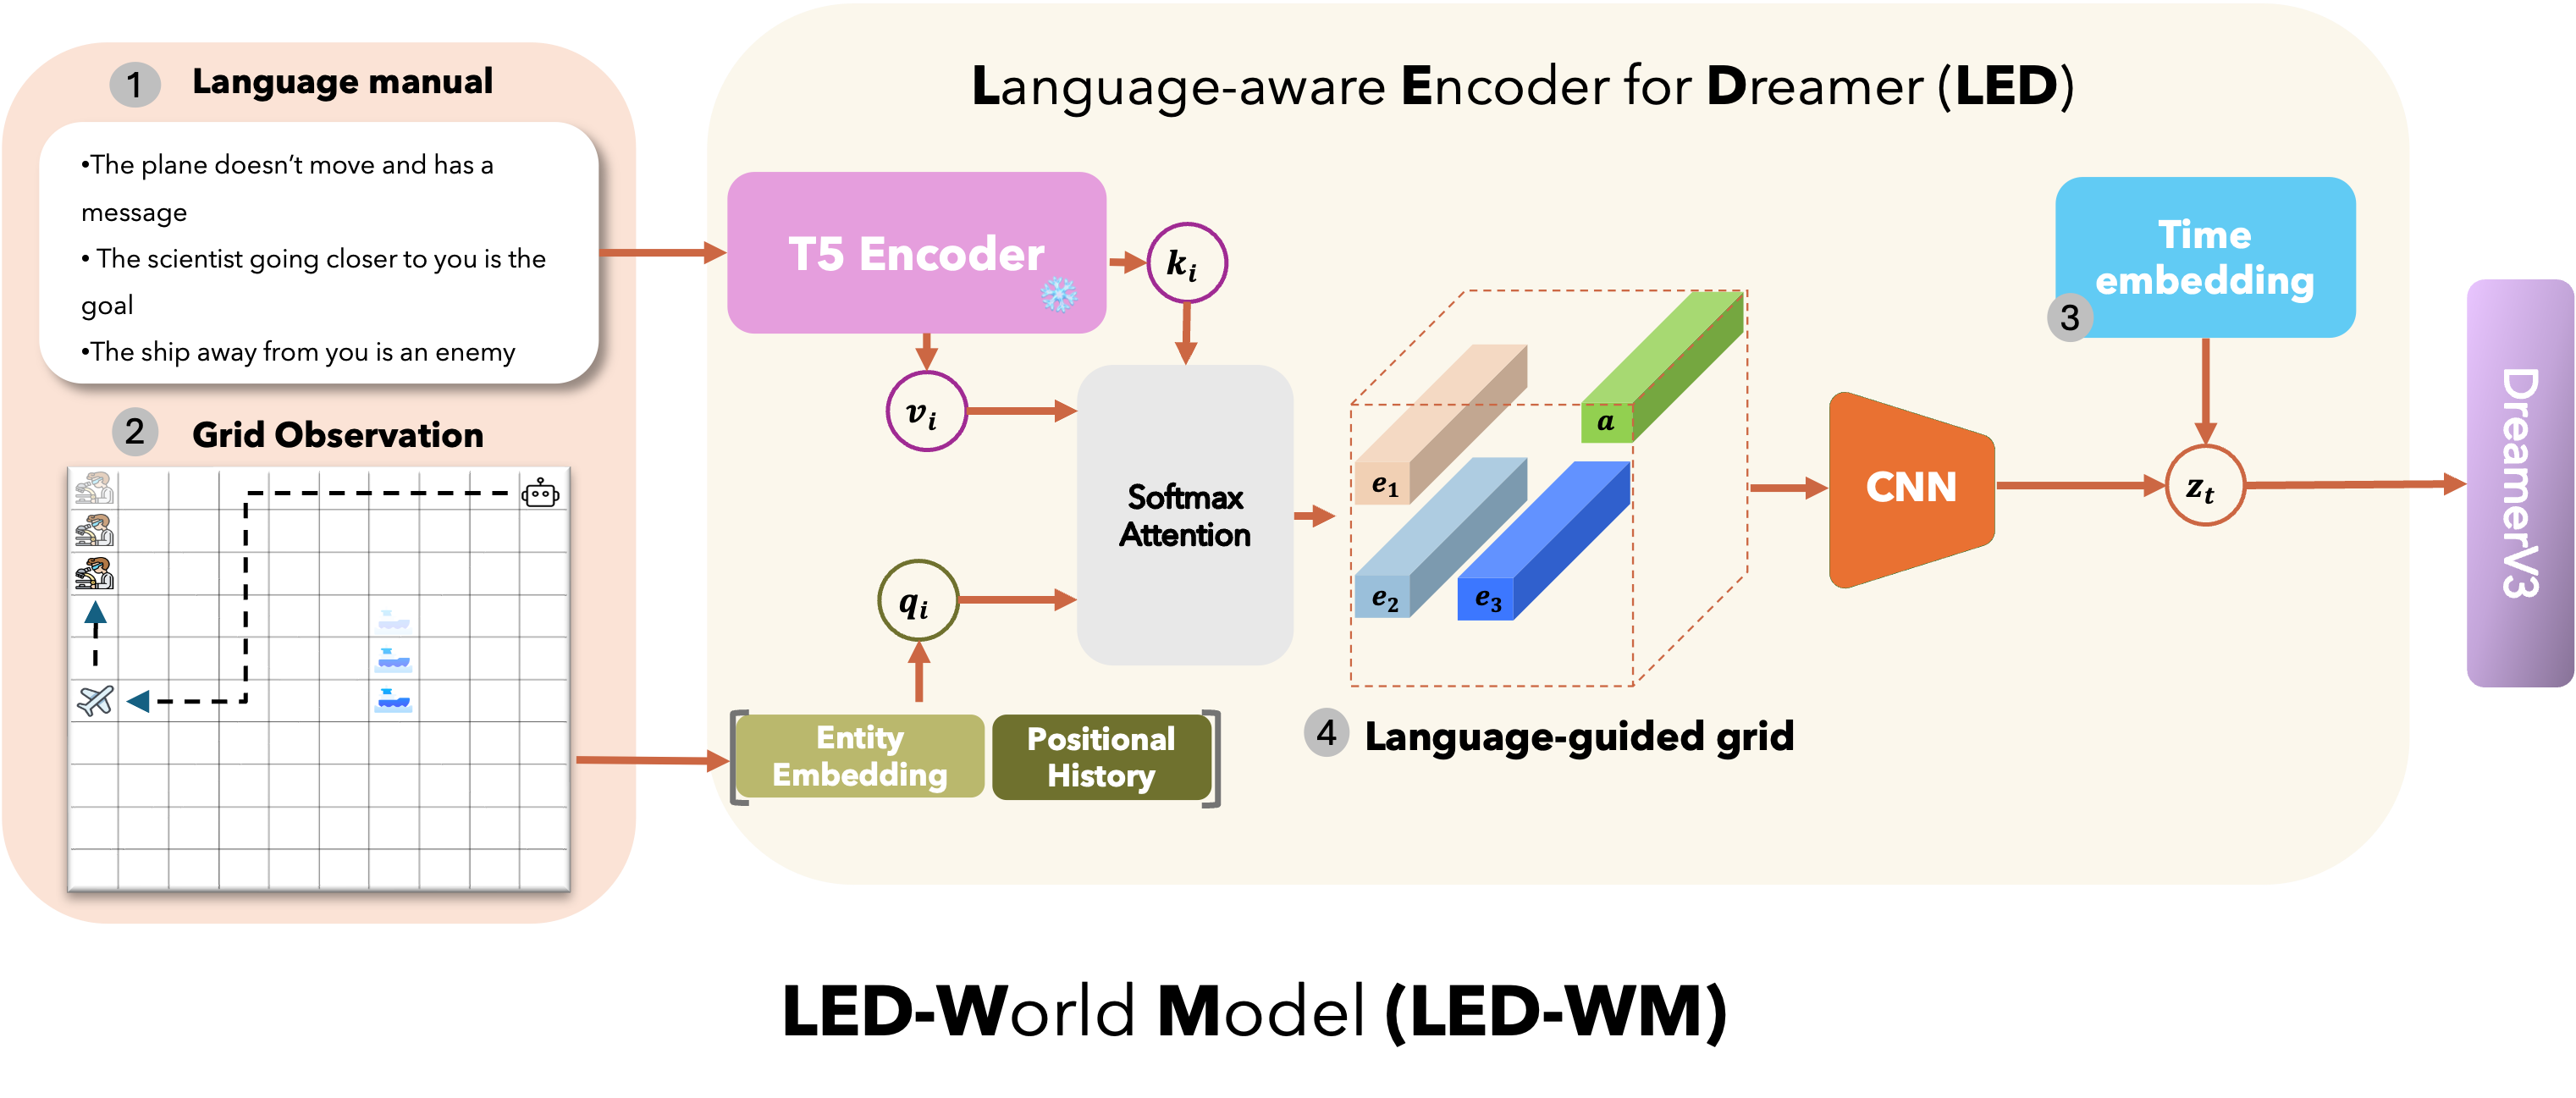 Language-aware Encoder for Dreamer (LED)
1 Language manual
•The plane doesn't move and has a
message
• The scientist going closer to you is the
goal
•The ship away from you is an enemy
2 Grid Observation
T5 Encoder
k_i
v_i
q_i
Softmax
Attention
Entity
Embedding
Positional
History
e_1
a
e_2
e_3
4 Language-guided grid
CNN
Time
embedding
3
z_t
DreamerV3
LED-World Model (LED-WM)